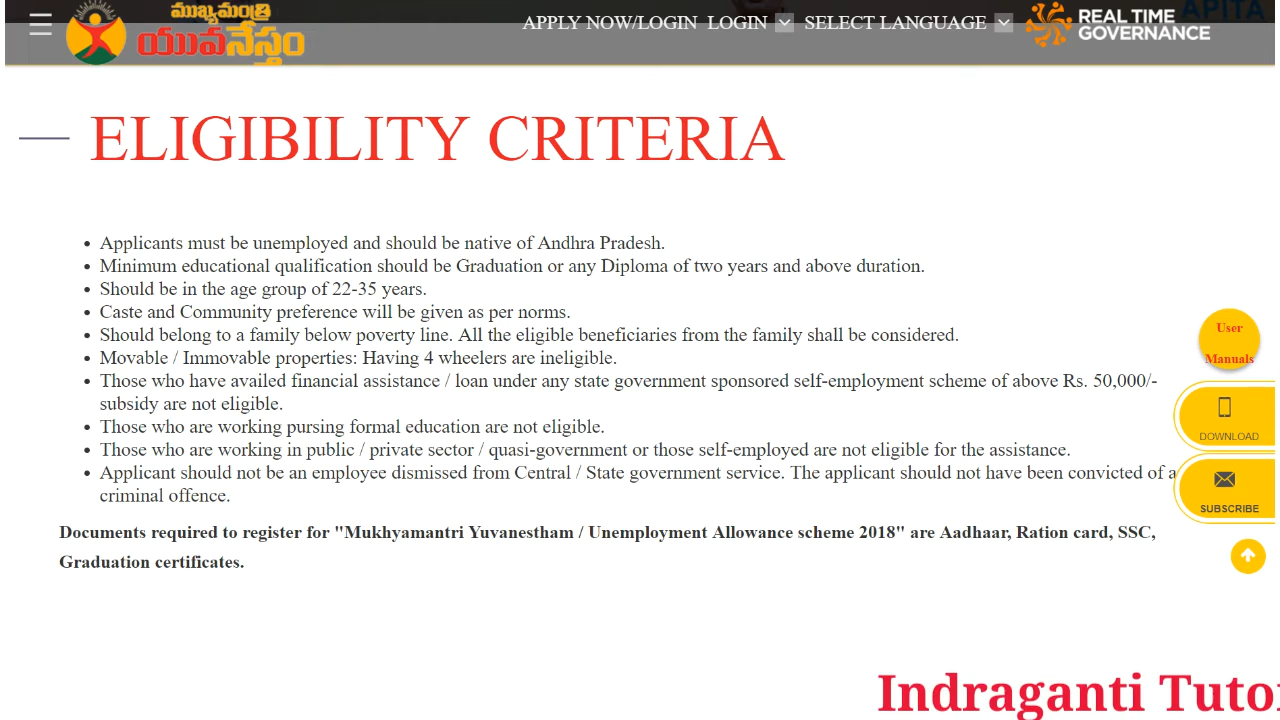 ముఖ్యమంత్రి
యువనేస్తం
APPLY NOW/LOGIN LOGIN SELECT LANGUAGE
REAL TIME
GOVERNANCE
APITA
ELIGIBILITY CRITERIA
• Applicants must be unemployed and should be native of Andhra Pradesh.
• Minimum educational qualification should be Graduation or any Diploma of two years and above duration.
• Should be in the age group of 22-35 years.
• Caste and Community preference will be given as per norms.
• Should belong to a family below poverty line. All the eligible beneficiaries from the family shall be considered.
• Movable / Immovable properties: Having 4 wheelers are ineligible.
• Those who have availed financial assistance / loan under any state government sponsored self-employment scheme of above Rs. 50,000/-
subsidy are not eligible.
• Those who are working pursing formal education are not eligible.
• Those who are working in public / private sector / quasi-government or those self-employed are not eligible for the assistance.
• Applicant should not be an employee dismissed from Central / State government service. The applicant should not have been convicted of a
criminal offence.
Documents required to register for "Mukhyamantri Yuvanestham / Unemployment Allowance scheme 2018" are Aadhaar, Ration card, SSC,
Graduation certificates.
User
Manuals
DOWNLOAD
SUBSCRIBE
Indraganti Tuto